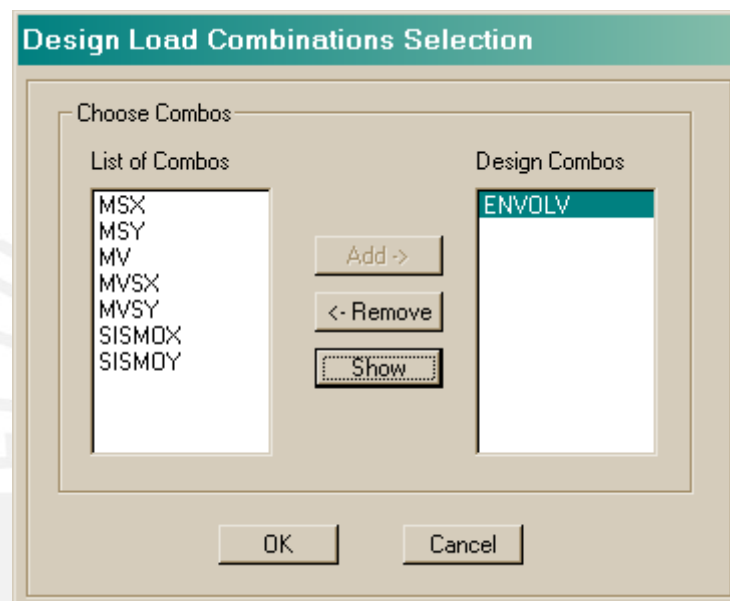 Design Load Combinations Selection
Choose Combos
List of Combos
MSX
MSY
MV
MVSX
MVSY
SISMOX
SISMOY
Add ->
<- Remove
Show
Design Combos
ENVOLV
OK
Cancel